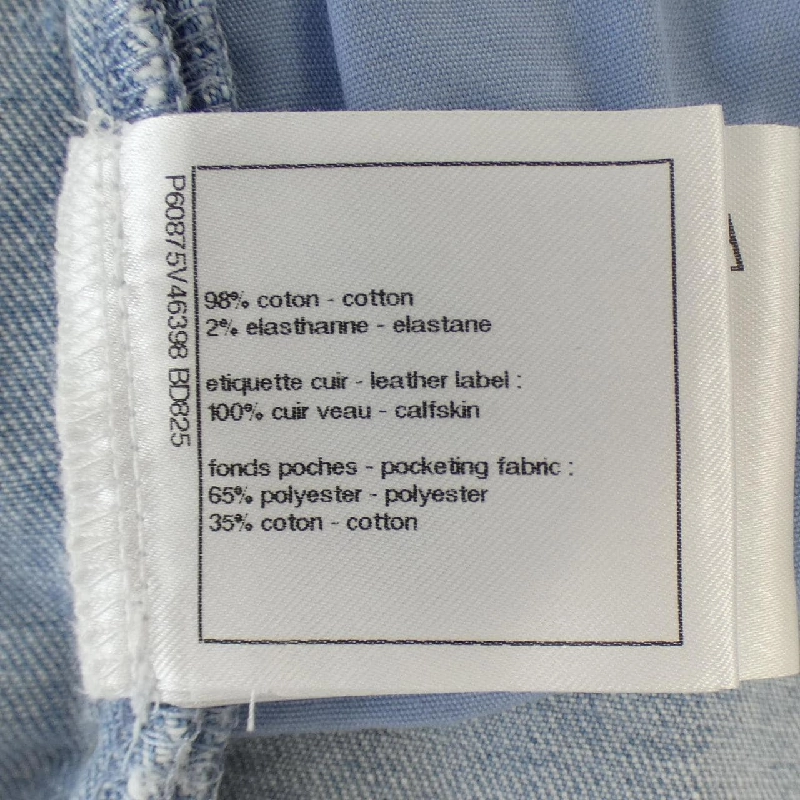 P60875V46398 BD825
98% coton - cotton
2% elasthanne - elastane
etiquette cuir - leather label :
100% cuir veau - calfskin
fonds poches - pocketing fabric :
65% polyester - polyester
35% coton - cotton